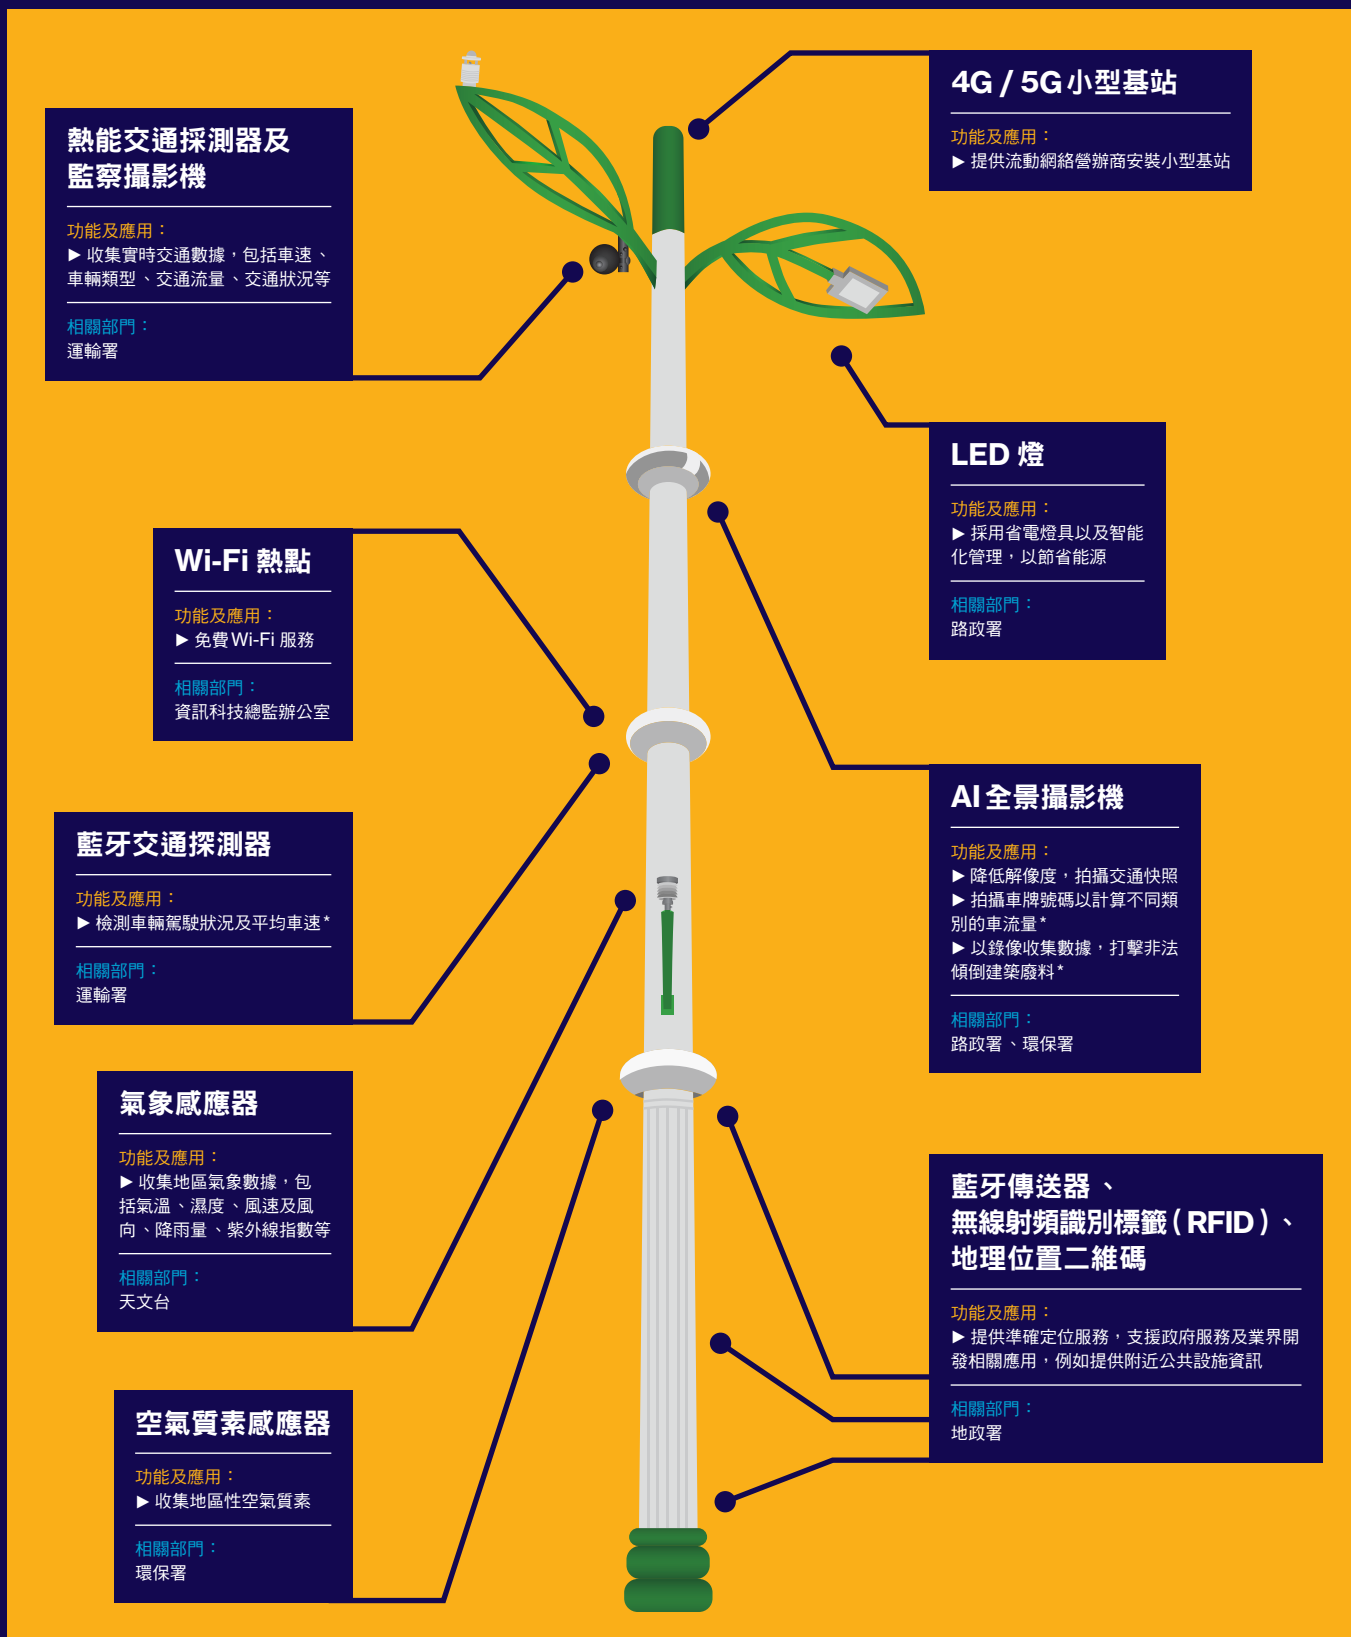 熱能交通採測器及
監察攝影機
功能及應用：
▶ 收集實時交通數據，包括車速、
車輛類型、交通流量、交通狀況等
相關部門：
運輸署
Wi-Fi 熱點
功能及應用：
▶ 免費Wi-Fi 服務
相關部門：
資訊科技總監辦公室
藍牙交通探測器
功能及應用：
▶ 檢測車輛駕駛狀況及平均車速*
相關部門：
運輸署
氣象感應器
功能及應用：
▶ 收集地區氣象數據，包
括氣溫、濕度、風速及風
向、降雨量、紫外線指數等
相關部門：
天文台
空氣質素感應器
功能及應用：
▶ 收集地區性空氣質素
相關部門：
環保署
4G / 5G小型基站
功能及應用：
▶ 提供流動網絡營辦商安裝小型基站
LED 燈
功能及應用：
▶ 採用省電燈具以及智能
化管理，以節省能源
相關部門：
路政署
AI全景攝影機
功能及應用：
▶ 降低解像度，拍攝交通快照
▶ 拍攝車牌號碼以計算不同類
別的車流量*
▶ 以錄像收集數據，打擊非法
傾倒建築廢料*
相關部門：
路政署、環保署
藍牙傳送器、
無線射頻識別標籤(RFID)、
地理位置二維碼
功能及應用：
▶ 提供準確定位服務，支援政府服務及業界開
發相關應用，例如提供附近公共設施資訊
相關部門：
地政署